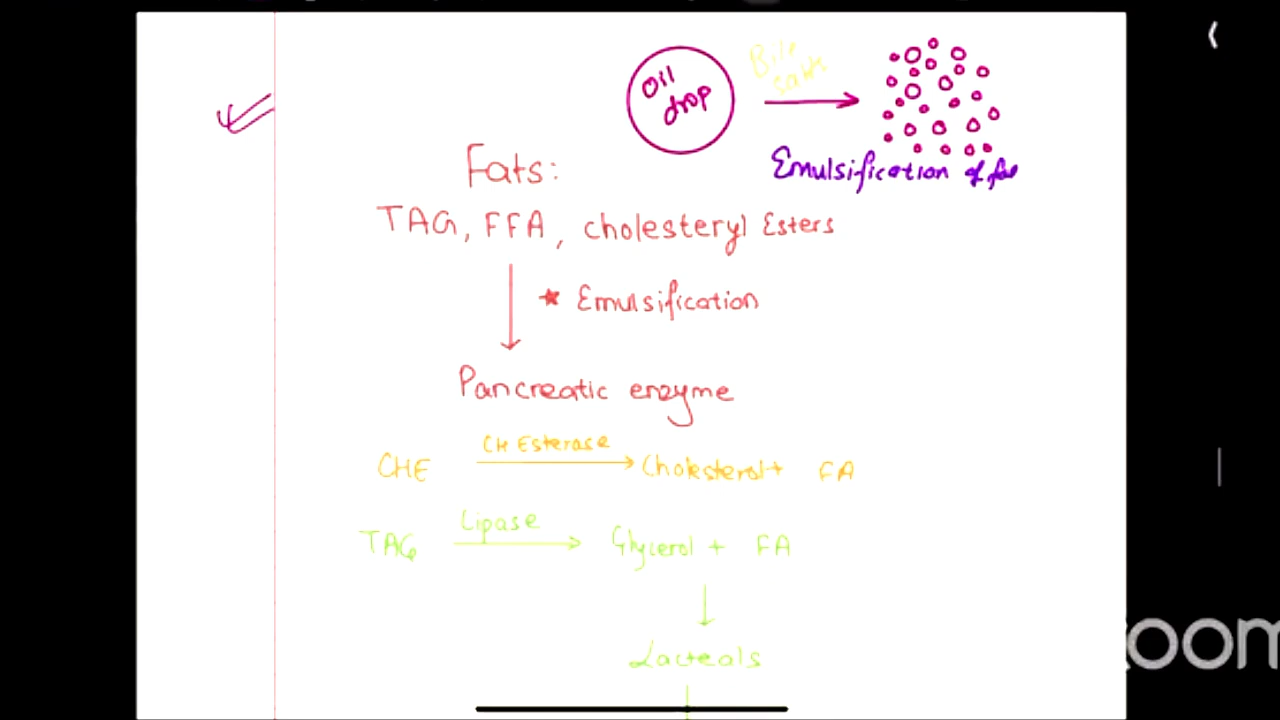 Oil
drop
Bile
salts
Emulsification of fat
Fats:
TAG, FFA, cholesteryl Esters
★ Emulsification
Pancreatic enzyme
CH Esterase
CHE → Cholesterol + FA
Lipase
TAG → Glycerol + FA
Lacteals
zoom